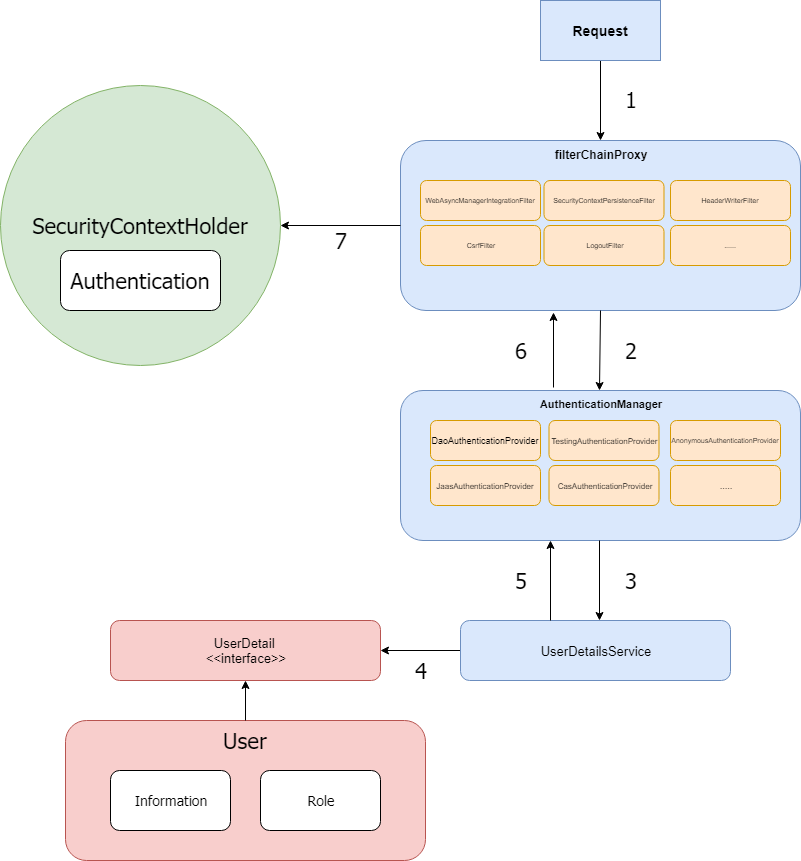 Request
1
filterChainProxy
WebAsyncManagerIntegrationFilter
SecurityContextPersistenceFilter
HeaderWriterFilter
CsrfFilter
LogoutFilter
......
SecurityContextHolder
Authentication
7
6
2
AuthenticationManager
DaoAuthenticationProvider
TestingAuthenticationProvider
AnonymousAuthenticationProvider
JaasAuthenticationProvider
CasAuthenticationProvider
.....
5
3
UserDetail
<<interface>>
4
UserDetailsService
User
Information
Role